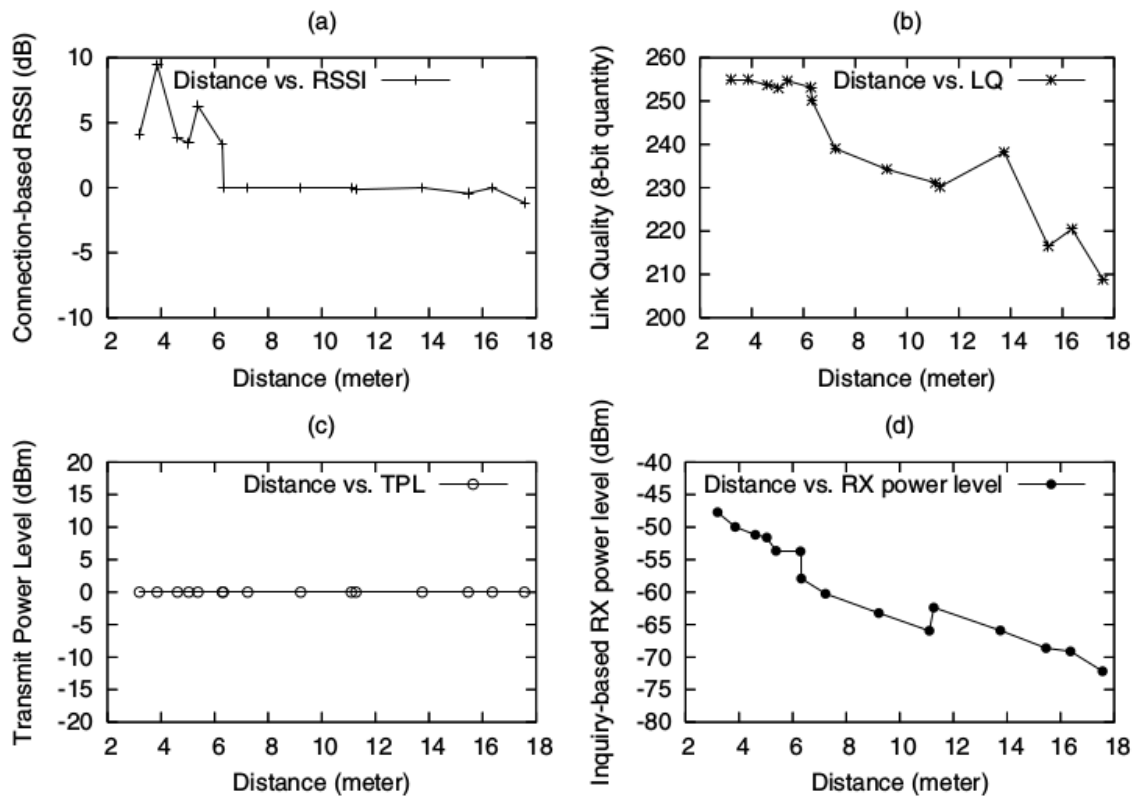 (a)
Connection-based RSSI (dB)
10
5
0
-5
-10
Distance vs. RSSI
2 4 6 8 10 12 14 16 18
Distance (meter)
(b)
Link Quality (8-bit quantity)
260
250
240
230
220
210
200
Distance vs. LQ
2 4 6 8 10 12 14 16 18
Distance (meter)
(c)
Transmit Power Level (dBm)
20
15
10
5
0
-5
-10
-15
-20
Distance vs. TPL
2 4 6 8 10 12 14 16 18
Distance (meter)
(d)
Inquiry-based RX power level (dBm)
-40
-45
-50
-55
-60
-65
-70
-75
-80
Distance vs. RX power level
2 4 6 8 10 12 14 16 18
Distance (meter)